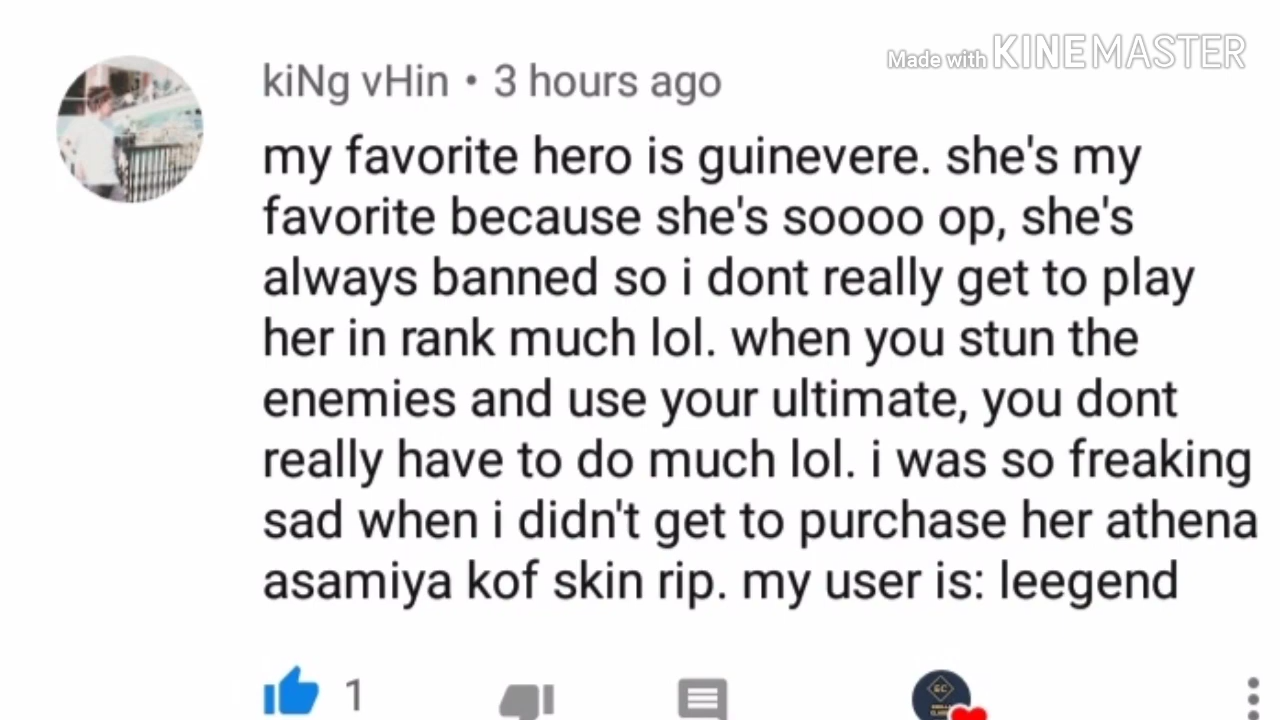 Made with KINEMASTER
kiNg vHin • 3 hours ago
my favorite hero is guinevere. she's my
favorite because she's soooo op, she's
always banned so i dont really get to play
her in rank much lol. when you stun the
enemies and use your ultimate, you dont
really have to do much lol. i was so freaking
sad when i didn't get to purchase her athena
asamiya kof skin rip. my user is: leegend
1